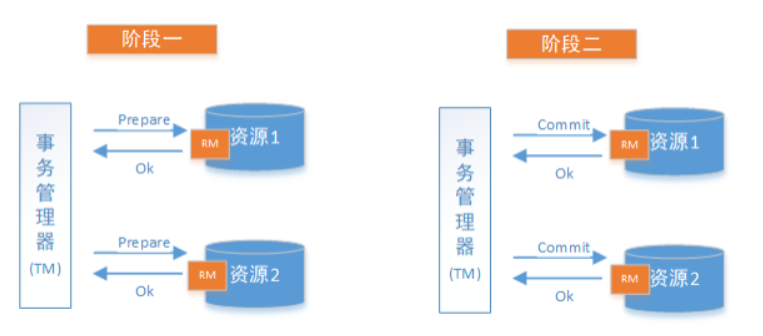 阶段一
事务管理器
(TM)
Prepare
Ok
RM
资源1
Prepare
Ok
RM
资源2
阶段二
事务管理器
(TM)
Commit
Ok
RM
资源1
Commit
Ok
RM
资源2